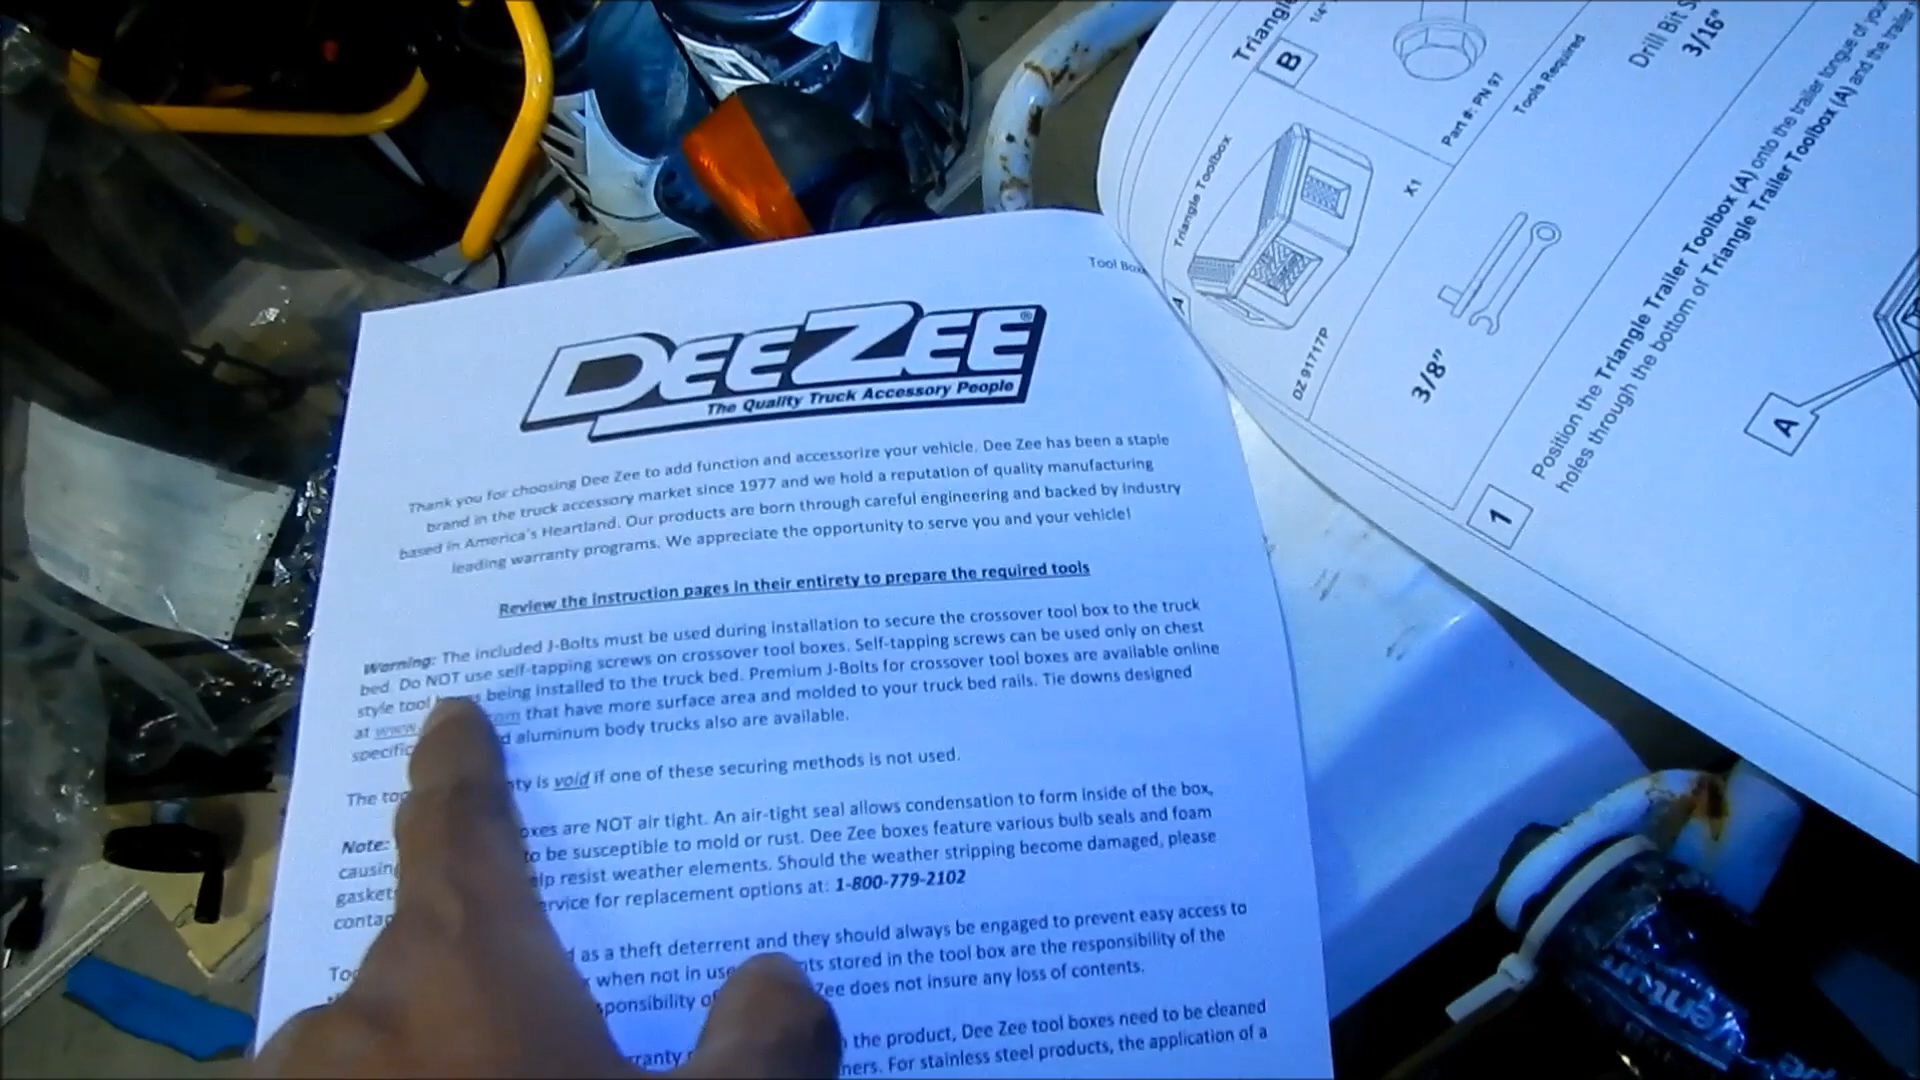 Tool Box
DEEZEE®
The Quality Truck Accessory People
Thank you for choosing Dee Zee to add function and accessorize your vehicle. Dee Zee has been a staple
brand in the truck accessory market since 1977 and we hold a reputation of quality manufacturing
based in America's Heartland. Our products are born through careful engineering and backed by industry
leading warranty programs. We appreciate the opportunity to serve you and your vehicle!
Review the instruction pages in their entirety to prepare the required tools
Warning: The included J-Bolts must be used during installation to secure the crossover tool box to the truck
bed. Do NOT use self-tapping screws on crossover tool boxes. Self-tapping screws can be used only on chest
style tool being installed to the truck bed. Premium J-Bolts for crossover tool boxes are available online
at www. com that have more surface area and molded to your truck bed rails. Tie downs designed
specific aluminum body trucks also are available.
The is void if one of these securing methods is not used.
Note: are NOT air tight. An air-tight seal allows condensation to form inside of the box,
causing to be susceptible to mold or rust. Dee Zee boxes feature various bulb seals and foam
gasket resist weather elements. Should the weather stripping become damaged, please
for replacement options at: 1-800-779-2102
as a theft deterrent and they should always be engaged to prevent easy access to
when not in use stored in the tool box are the responsibility of the
Zee does not insure any loss of contents.
the product, Dee Zee tool boxes need to be cleaned
For stainless steel products, the application of a
Triangle
B
1/4"
Part #: PN 97
A
Triangle Toolbox
DZ 91717P
X1
Tools Required
3/8"
Drill Bit
3/16"
1
Position the Triangle Trailer Toolbox (A) onto the trailer tongue of your
holes through the bottom of Triangle Trailer Toolbox (A) and the trailer
A